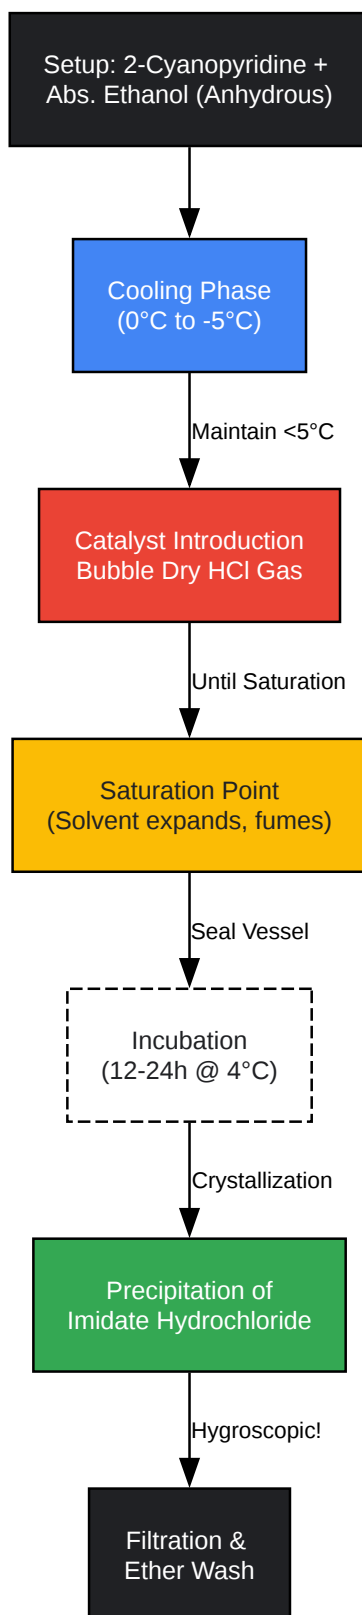 Setup: 2-Cyanopyridine +
Abs. Ethanol (Anhydrous)
Cooling Phase
(0°C to -5°C)
Maintain <5°C
Catalyst Introduction
Bubble Dry HCl Gas
Until Saturation
Saturation Point
(Solvent expands, fumes)
Seal Vessel
Incubation
(12-24h @ 4°C)
Crystallization
Precipitation of
Imidate Hydrochloride
Hygroscopic!
Filtration &
Ether Wash